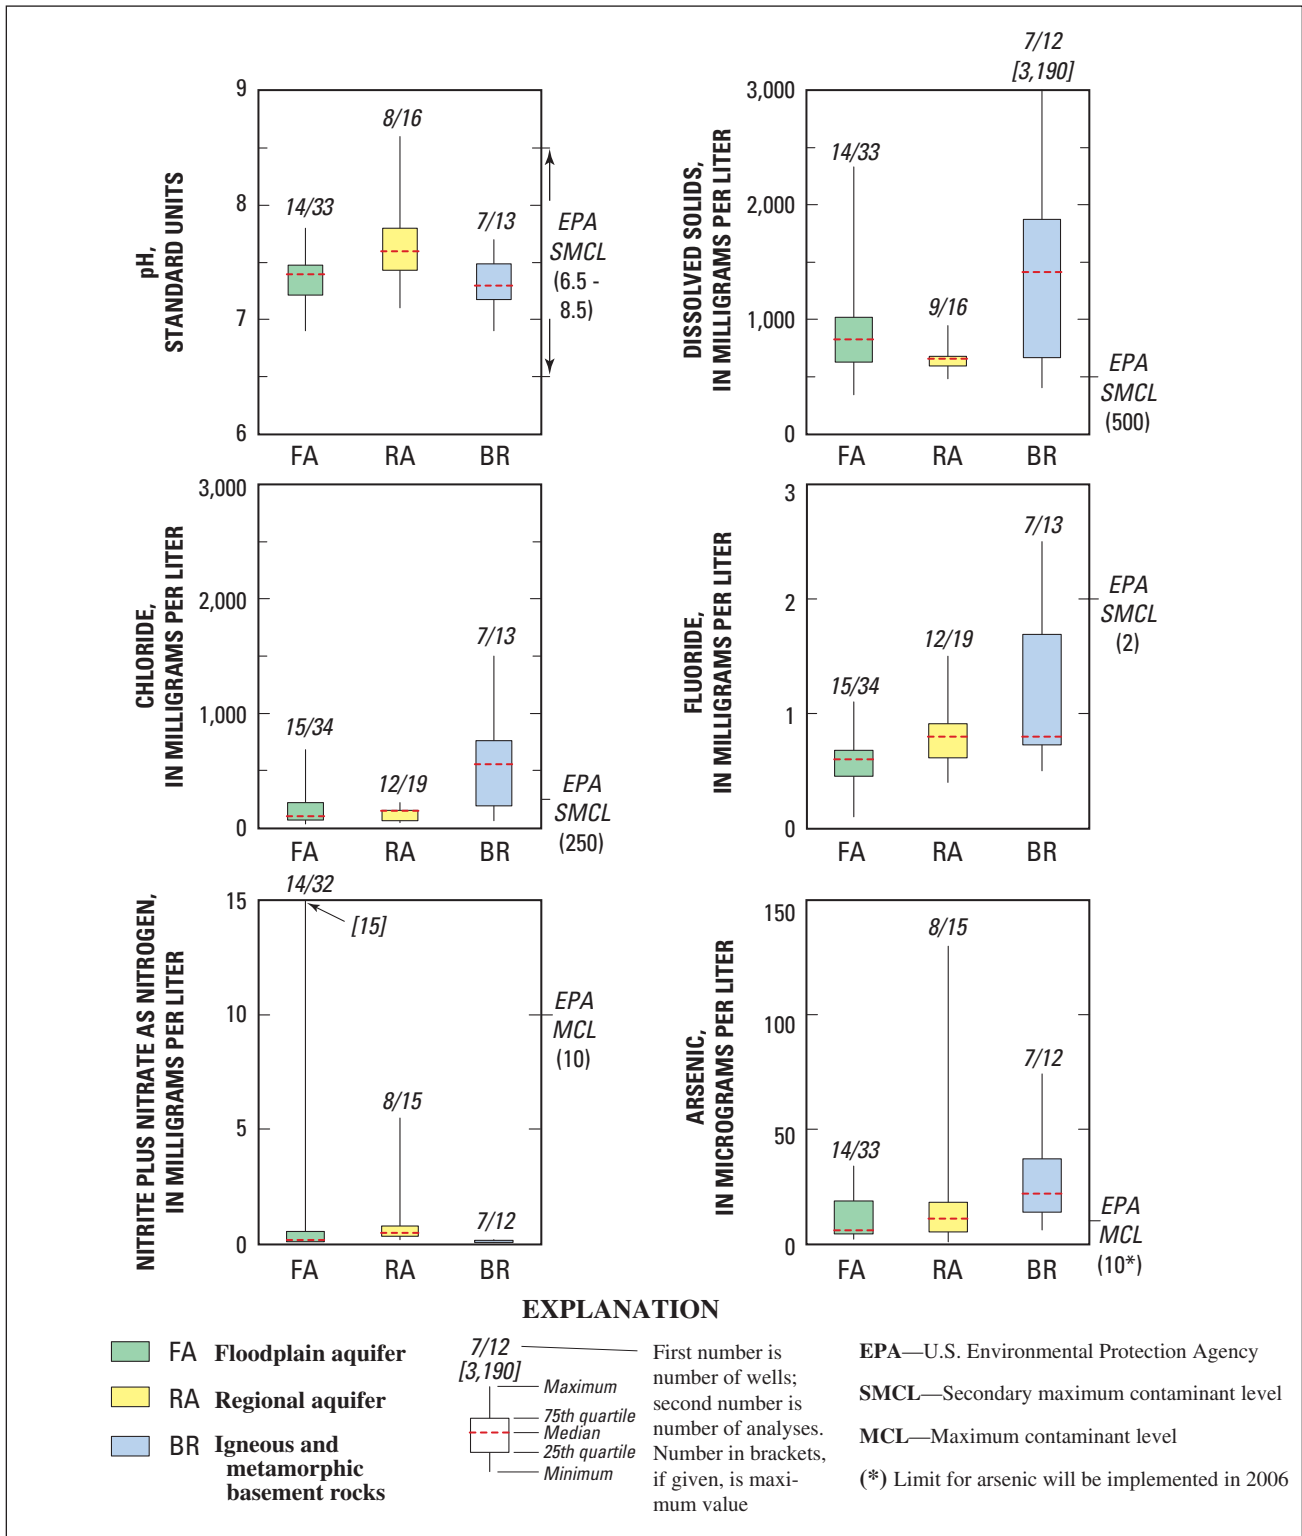 9
8
7
6
pH,
STANDARD UNITS
14/33
8/16
7/13
EPA
SMCL
(6.5 -
8.5)
FA
RA
BR
3,000
2,000
1,000
0
DISSOLVED SOLIDS,
IN MILLIGRAMS PER LITER
14/33
9/16
7/12
[3,190]
EPA
SMCL
(500)
FA
RA
BR
3,000
2,000
1,000
0
CHLORIDE,
IN MILLIGRAMS PER LITER
15/34
12/19
7/13
EPA
SMCL
(250)
FA
RA
BR
3
2
1
0
FLUORIDE,
IN MILLIGRAMS PER LITER
15/34
12/19
7/13
EPA
SMCL
(2)
FA
RA
BR
15
10
5
0
NITRITE PLUS NITRATE AS NITROGEN,
IN MILLIGRAMS PER LITER
14/32
[15]
8/15
7/12
EPA
MCL
(10)
FA
RA
BR
150
100
50
0
ARSENIC,
IN MICROGRAMS PER LITER
14/33
8/15
7/12
EPA
MCL
(10*)
FA
RA
BR
EXPLANATION
FA Floodplain aquifer
RA Regional aquifer
BR Igneous and
metamorphic
basement rocks
7/12
[3,190]
Maximum
75th quartile
Median
25th quartile
Minimum
First number is
number of wells;
second number is
number of analyses.
Number in brackets,
if given, is maxi-
mum value
EPA—U.S. Environmental Protection Agency
SMCL—Secondary maximum contaminant level
MCL—Maximum contaminant level
(*) Limit for arsenic will be implemented in 2006